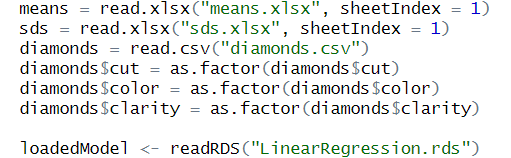 means = read.xlsx("means.xlsx", sheetIndex = 1)
sds = read.xlsx("sds.xlsx", sheetIndex = 1)
diamonds = read.csv("diamonds.csv")
diamonds$cut = as.factor(diamonds$cut)
diamonds$color = as.factor(diamonds$color)
diamonds$clarity = as.factor(diamonds$clarity)
loadedModel <- readRDS("LinearRegression.rds")